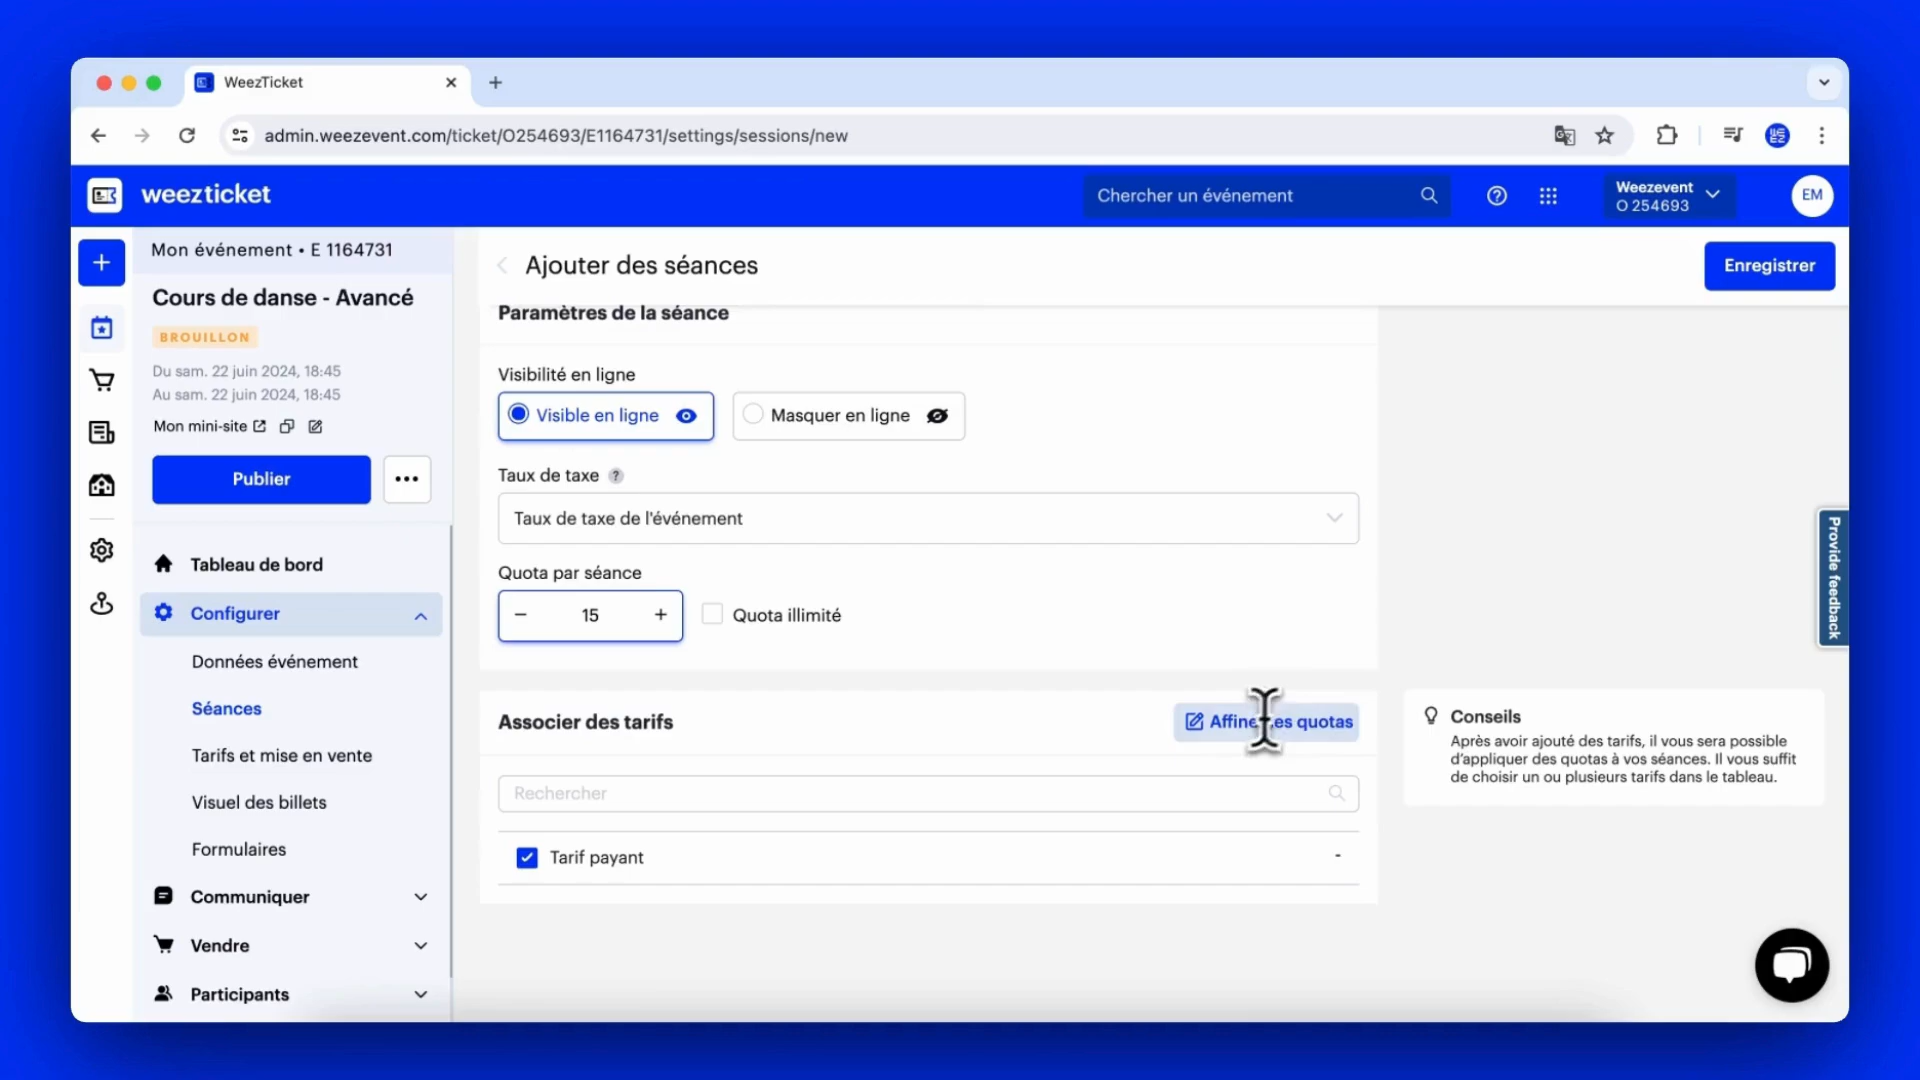 WeezTicket
admin.weezevent.com/ticket/O254693/E1164731/settings/sessions/new
weezticket
Chercher un événement
Weezevent
O 254693
EM
Mon événement • E 1164731
Cours de danse - Avancé
BROUILLON
Du sam. 22 juin 2024, 18:45
Au sam. 22 juin 2024, 18:45
Mon mini-site
Publier
Tableau de bord
Configurer
Données événement
Séances
Tarifs et mise en vente
Visuel des billets
Formulaires
Communiquer
Vendre
Participants
Ajouter des séances
Enregistrer
Paramètres de la séance
Visibilité en ligne
Visible en ligne
Masquer en ligne
Taux de taxe ?
Taux de taxe de l'événement
Quota par séance
− 15 +
Quota illimité
Associer des tarifs
Affiner les quotas
Rechercher
Tarif payant -
Conseils
Après avoir ajouté des tarifs, il vous sera possible
d'appliquer des quotas à vos séances. Il vous suffit
de choisir un ou plusieurs tarifs dans le tableau.
Provide feedback